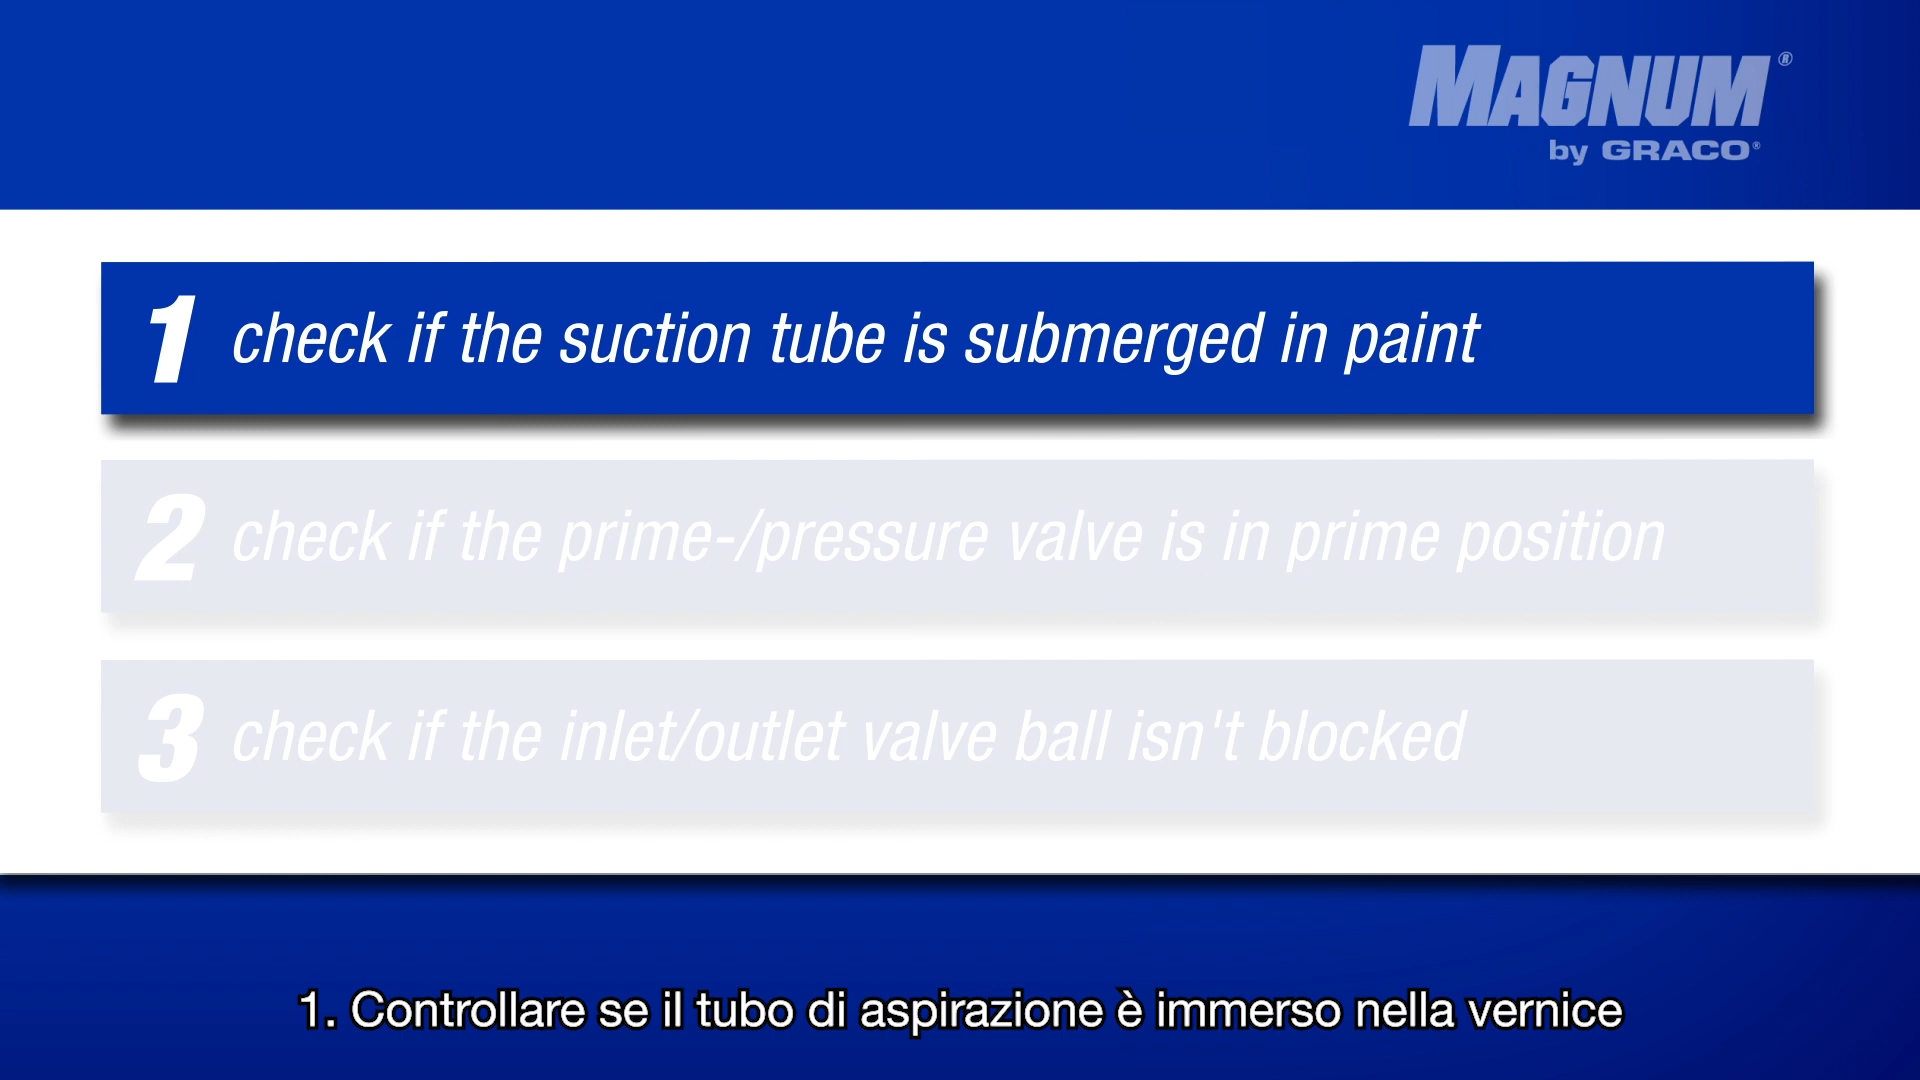 MAGNUM®
by GRACO®
1 check if the suction tube is submerged in paint
2 check if the prime-/pressure valve is in prime position
3 check if the inlet/outlet valve ball isn't blocked
1. Controllare se il tubo di aspirazione è immerso nella vernice